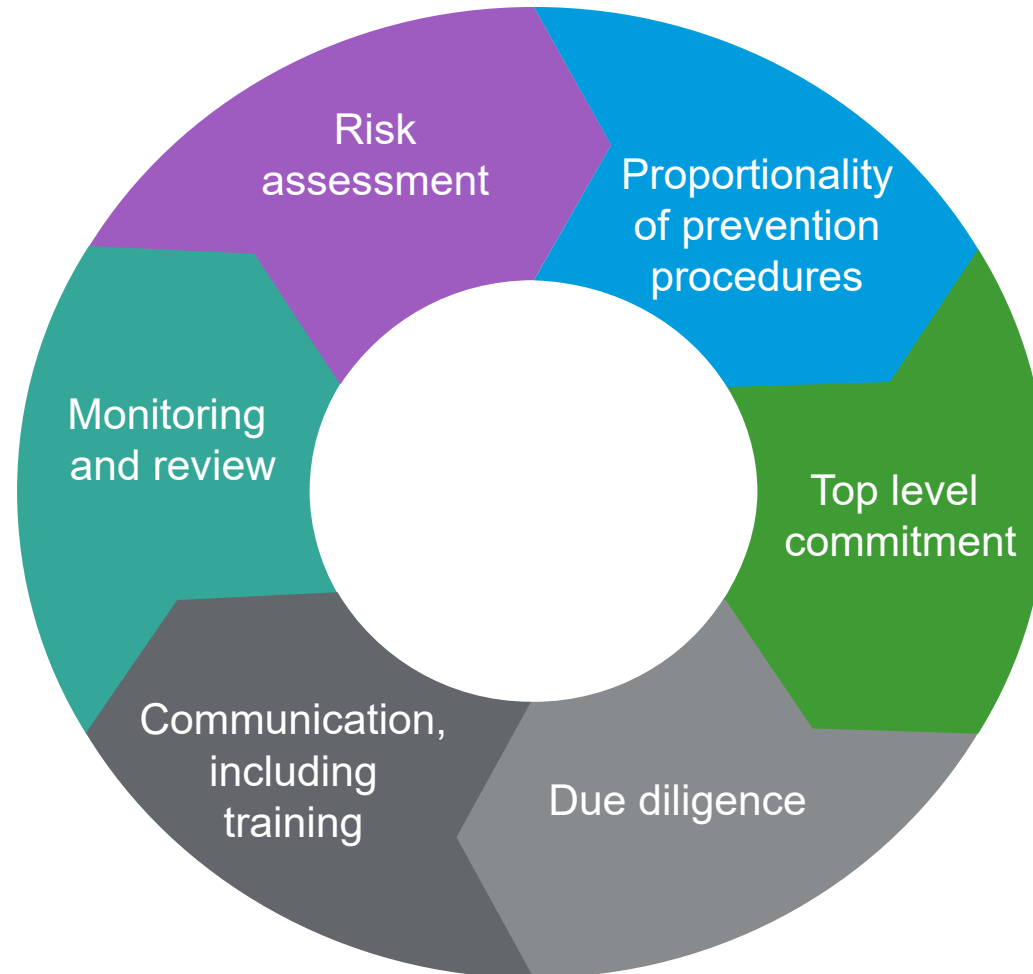 Risk
assessment
Proportionality
of prevention
procedures
Top level
commitment
Due diligence
Communication,
including
training
Monitoring
and review